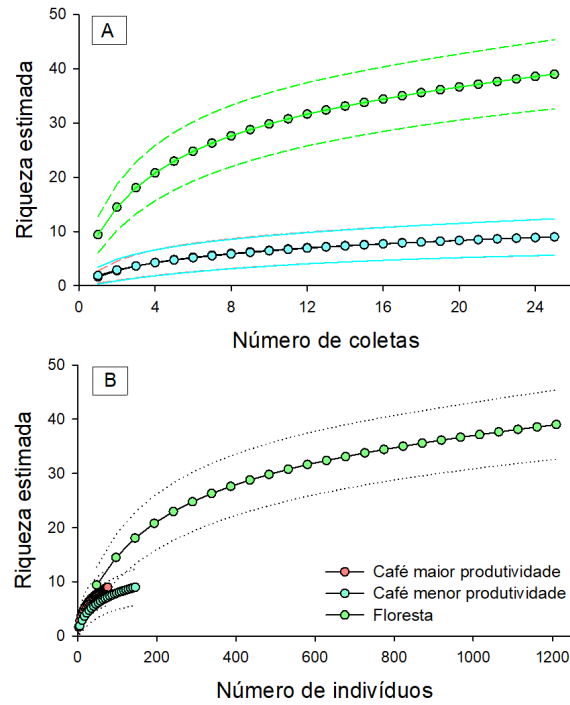 A
Riqueza estimada
50
40
30
20
10
0
0 4 8 12 16 20 24
Número de coletas
B
Riqueza estimada
50
40
30
20
10
0
Café maior produtividade
Café menor produtividade
Floresta
0 200 400 600 800 1000 1200
Número de indivíduos